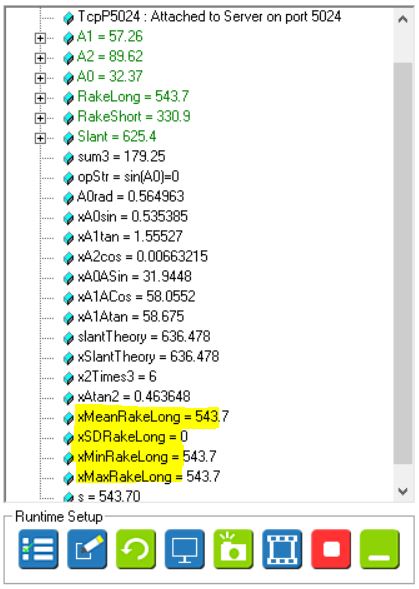 TcpP5024 : Attached to Server on port 5024
A1 = 57.26
A2 = 89.62
A0 = 32.37
RakeLong = 543.7
RakeShort = 330.9
Slant = 625.4
sum3 = 179.25
opStr = sin(A0)=0
A0rad = 0.564963
xA0sin = 0.535385
xA1tan = 1.55527
xA2cos = 0.00663215
xA0ASin = 31.9448
xA1ACos = 58.0552
xA1Atan = 58.675
slantTheory = 636.478
xSlantTheory = 636.478
x2Times3 = 6
xAtan2 = 0.463648
xMeanRakeLong = 543.7
xSDRakeLong = 0
xMinRakeLong = 543.7
xMaxRakeLong = 543.7
s = 543.70
Runtime Setup